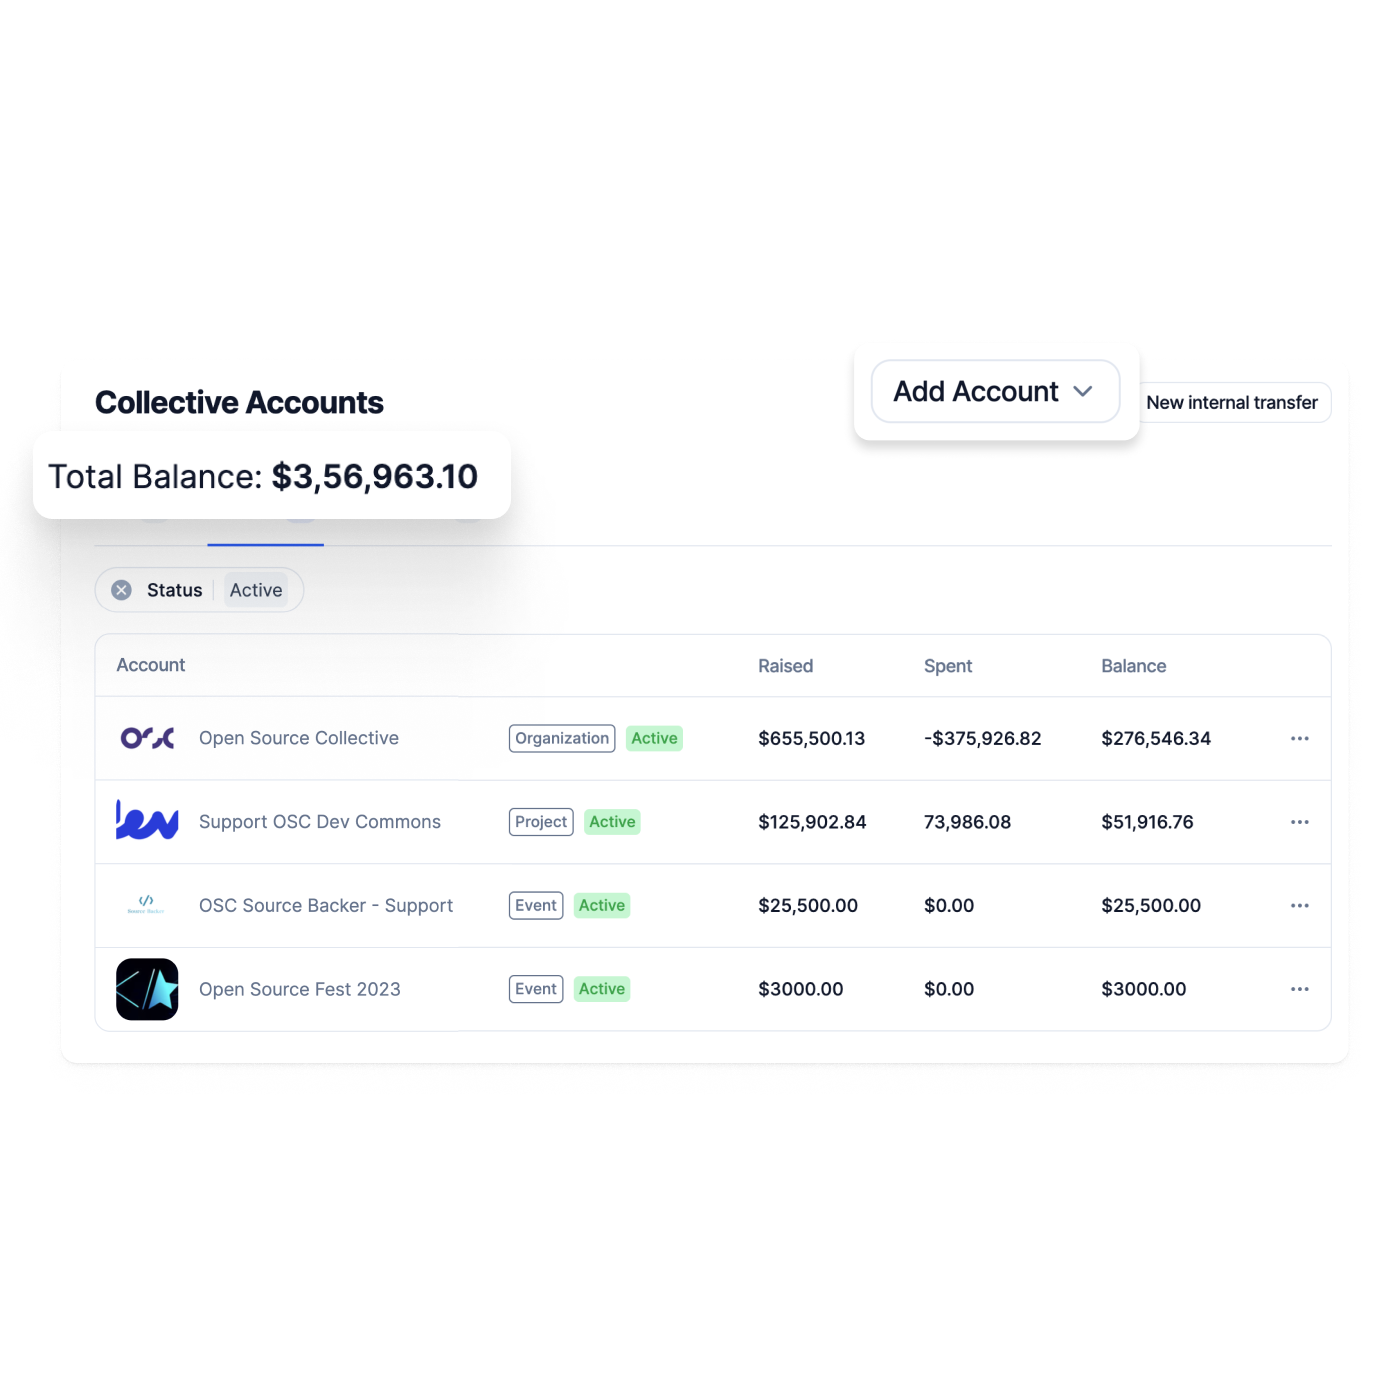 Collective Accounts
Add Account
New internal transfer
Total Balance: $3,56,963.10
Status Active
Account Raised Spent Balance
Open Source Collective Organization Active $655,500.13 -$375,926.82 $276,546.34
Support OSC Dev Commons Project Active $125,902.84 73,986.08 $51,916.76
OSC Source Backer - Support Event Active $25,500.00 $0.00 $25,500.00
Open Source Fest 2023 Event Active $3000.00 $0.00 $3000.00